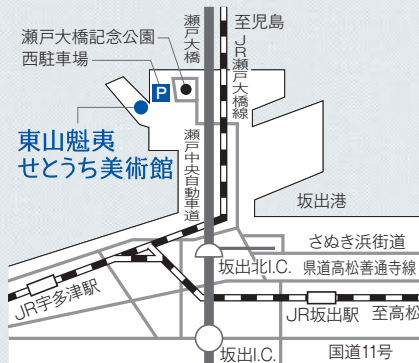 瀬戸大橋記念公園
西駐車場
P
瀬戸大橋
至児島
JR瀬戸大橋線
東山魁夷
せとうち美術館
瀬戸中央自動車道
坂出港
さぬき浜街道
坂出北I.C.
県道高松善通寺線
JR宇多津駅
JR坂出駅
至高松
坂出I.C.
国道11号